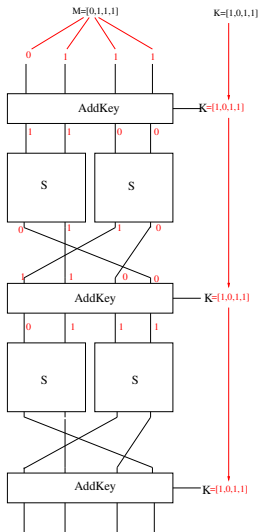 M=[0,1,1,1] K=[1,0,1,1]
0 1 1 1
AddKey K=[1,0,1,1]
1 1 0 0
S S
0 1 1 0
1 1 0 0
AddKey K=[1,0,1,1]
0 1 1 1
S S
AddKey K=[1,0,1,1]